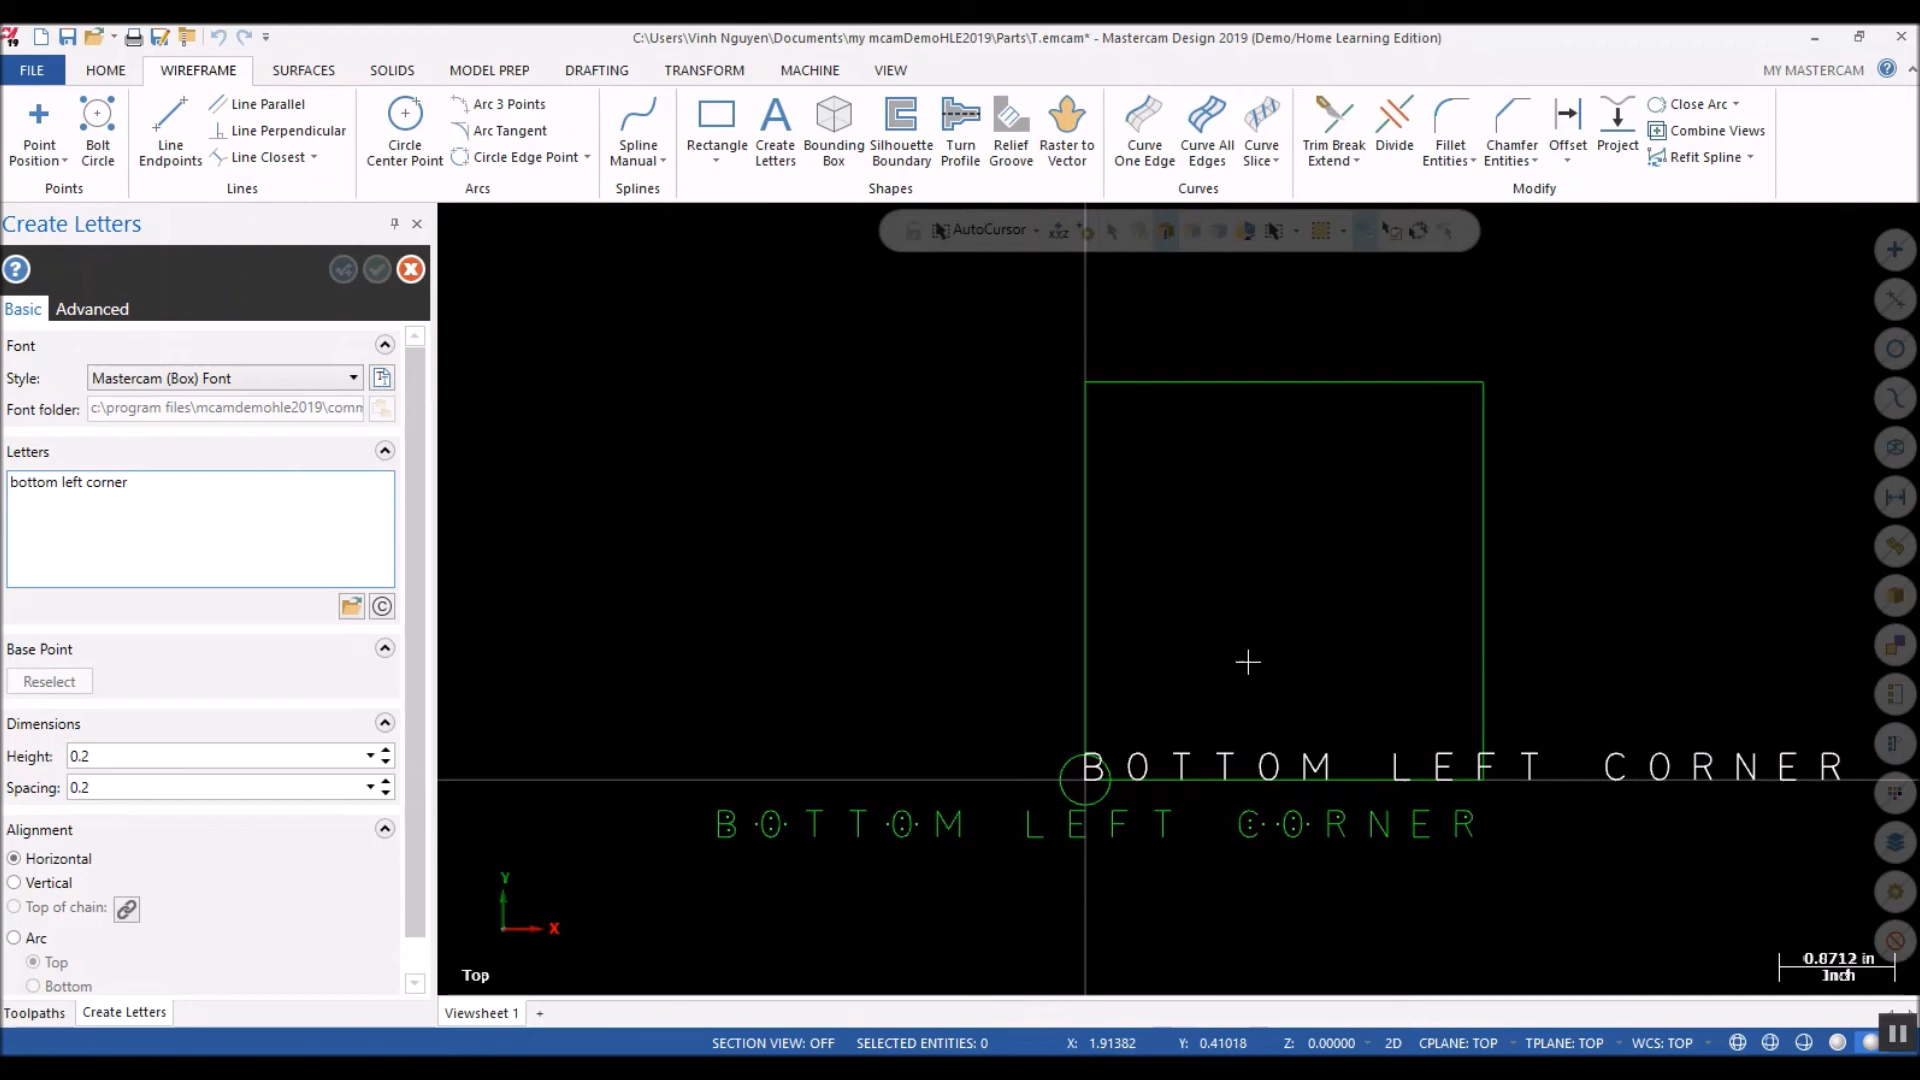 19
C:\Users\Vinh Nguyen\Documents\my mcamDemoHLE2019\Parts\T.emcam* - Mastercam Design 2019 (Demo/Home Learning Edition)
FILE HOME WIREFRAME SURFACES SOLIDS MODEL PREP DRAFTING TRANSFORM MACHINE VIEW MY MASTERCAM ?
Point Position
Bolt Circle
Points
Line Endpoints
Line Parallel
Line Perpendicular
Line Closest
Lines
Circle Center Point
Arc 3 Points
Arc Tangent
Circle Edge Point
Arcs
Spline Manual
Splines
Rectangle
Create Letters
Bounding Box
Silhouette Boundary
Turn Profile
Relief Groove
Raster to Vector
Shapes
Curve One Edge
Curve All Edges
Curve Slice
Curves
Trim Break Extend
Divide
Fillet Entities
Chamfer Entities
Offset
Project
Close Arc
Combine Views
Refit Spline
Modify
Create Letters
?
Basic Advanced
Font
Style: Mastercam (Box) Font
Font folder: c:\program files\mcamdemohle2019\comm
Letters
bottom left corner
Base Point
Reselect
Dimensions
Height: 0.2
Spacing: 0.2
Alignment
Horizontal
Vertical
Top of chain:
Arc
Top
Bottom
Toolpaths Create Letters
AutoCursor
BOTTOM LEFT CORNER
BOTTOM LEFT CORNER
Y
X
Top
0.8712 in
Inch
Viewsheet 1 +
SECTION VIEW: OFF SELECTED ENTITIES: 0 X: 1.91382 Y: 0.41018 Z: 0.00000 2D CPLANE: TOP TPLANE: TOP WCS: TOP